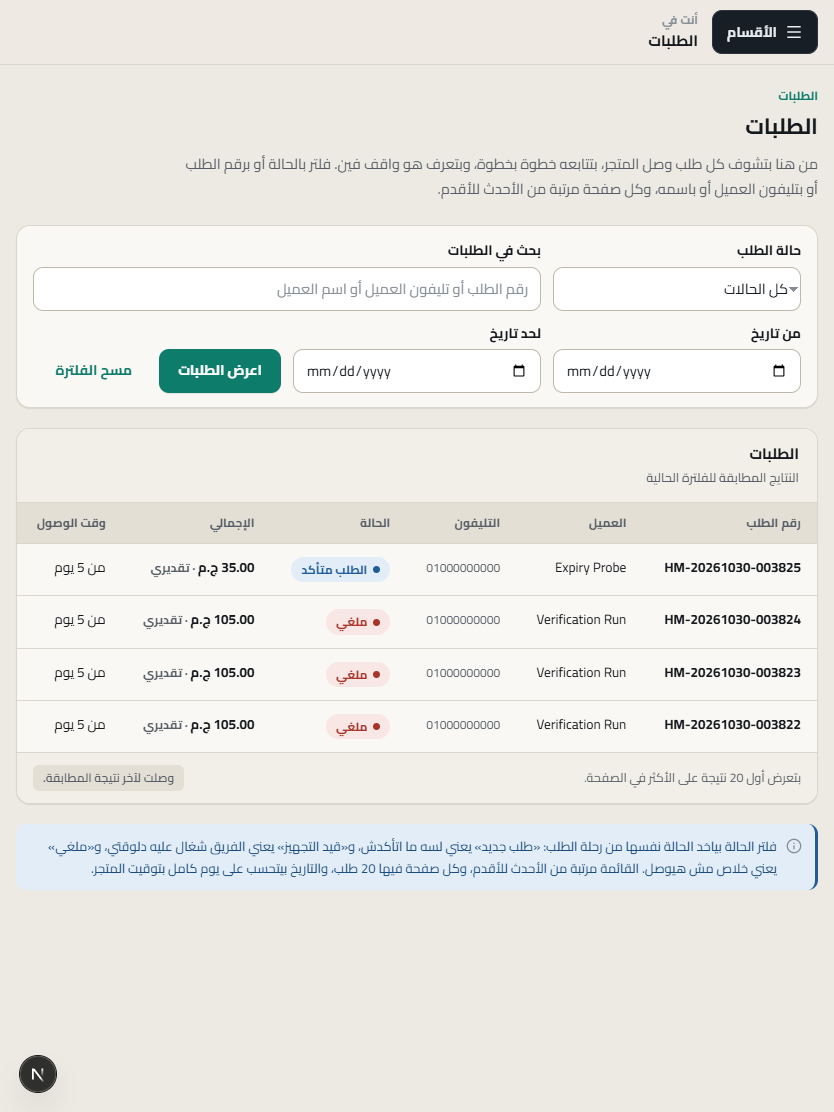 الأقسام
أنت في
الطلبات
الطلبات
الطلبات
من هنا بتشوف كل طلب وصل المتجر، بتتابعه خطوة بخطوة، وبتعرف هو واقف فين. فلتر بالحالة أو برقم الطلب
أو بتليفون العميل أو باسمه، وكل صفحة مرتبة من الأحدث للأقدم.
حالة الطلب
بحث في الطلبات
كل الحالات
رقم الطلب أو تليفون العميل أو اسم العميل
من تاريخ
لحد تاريخ
mm/dd/yyyy
mm/dd/yyyy
اعرض الطلبات
مسح الفلترة
الطلبات
النتايج المطابقة للفلترة الحالية
رقم الطلب العميل التليفون الحالة الإجمالي وقت الوصول
HM-20261030-003825 Expiry Probe 01000000000 الطلب متأكد 35.00 ج.م · تقديري من 5 يوم
HM-20261030-003824 Verification Run 01000000000 ملغي 105.00 ج.م · تقديري من 5 يوم
HM-20261030-003823 Verification Run 01000000000 ملغي 105.00 ج.م · تقديري من 5 يوم
HM-20261030-003822 Verification Run 01000000000 ملغي 105.00 ج.م · تقديري من 5 يوم
بتعرض أول 20 نتيجة على الأكثر في الصفحة.
وصلت لآخر نتيجة المطابقة.
فلتر الحالة بياخد الحالة نفسها من رحلة الطلب: «طلب جديد» يعني لسه ما اتأكدش، و«قيد التجهيز» يعني الفريق شغال عليه دلوقتي، و«ملغي»
يعني خلاص مش هيوصل. القائمة مرتبة من الأحدث للأقدم، وكل صفحة فيها 20 طلب، والتاريخ بيتحسب على يوم كامل بتوقيت المتجر.
N